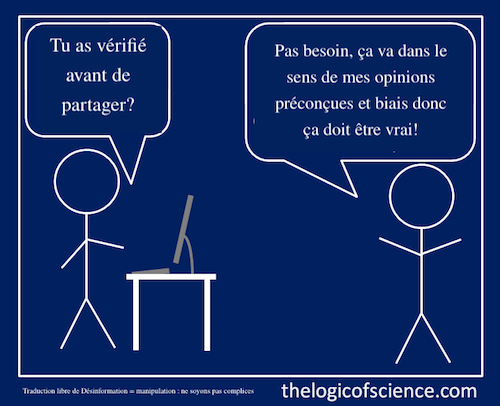 Tu as vérifié
avant de
partager?
Pas besoin, ça va dans le
sens de mes opinions
préconçues et biais donc
ça doit être vrai!
Traduction libre de Désinformation = manipulation : ne soyons pas complices
thelogicofscience.com